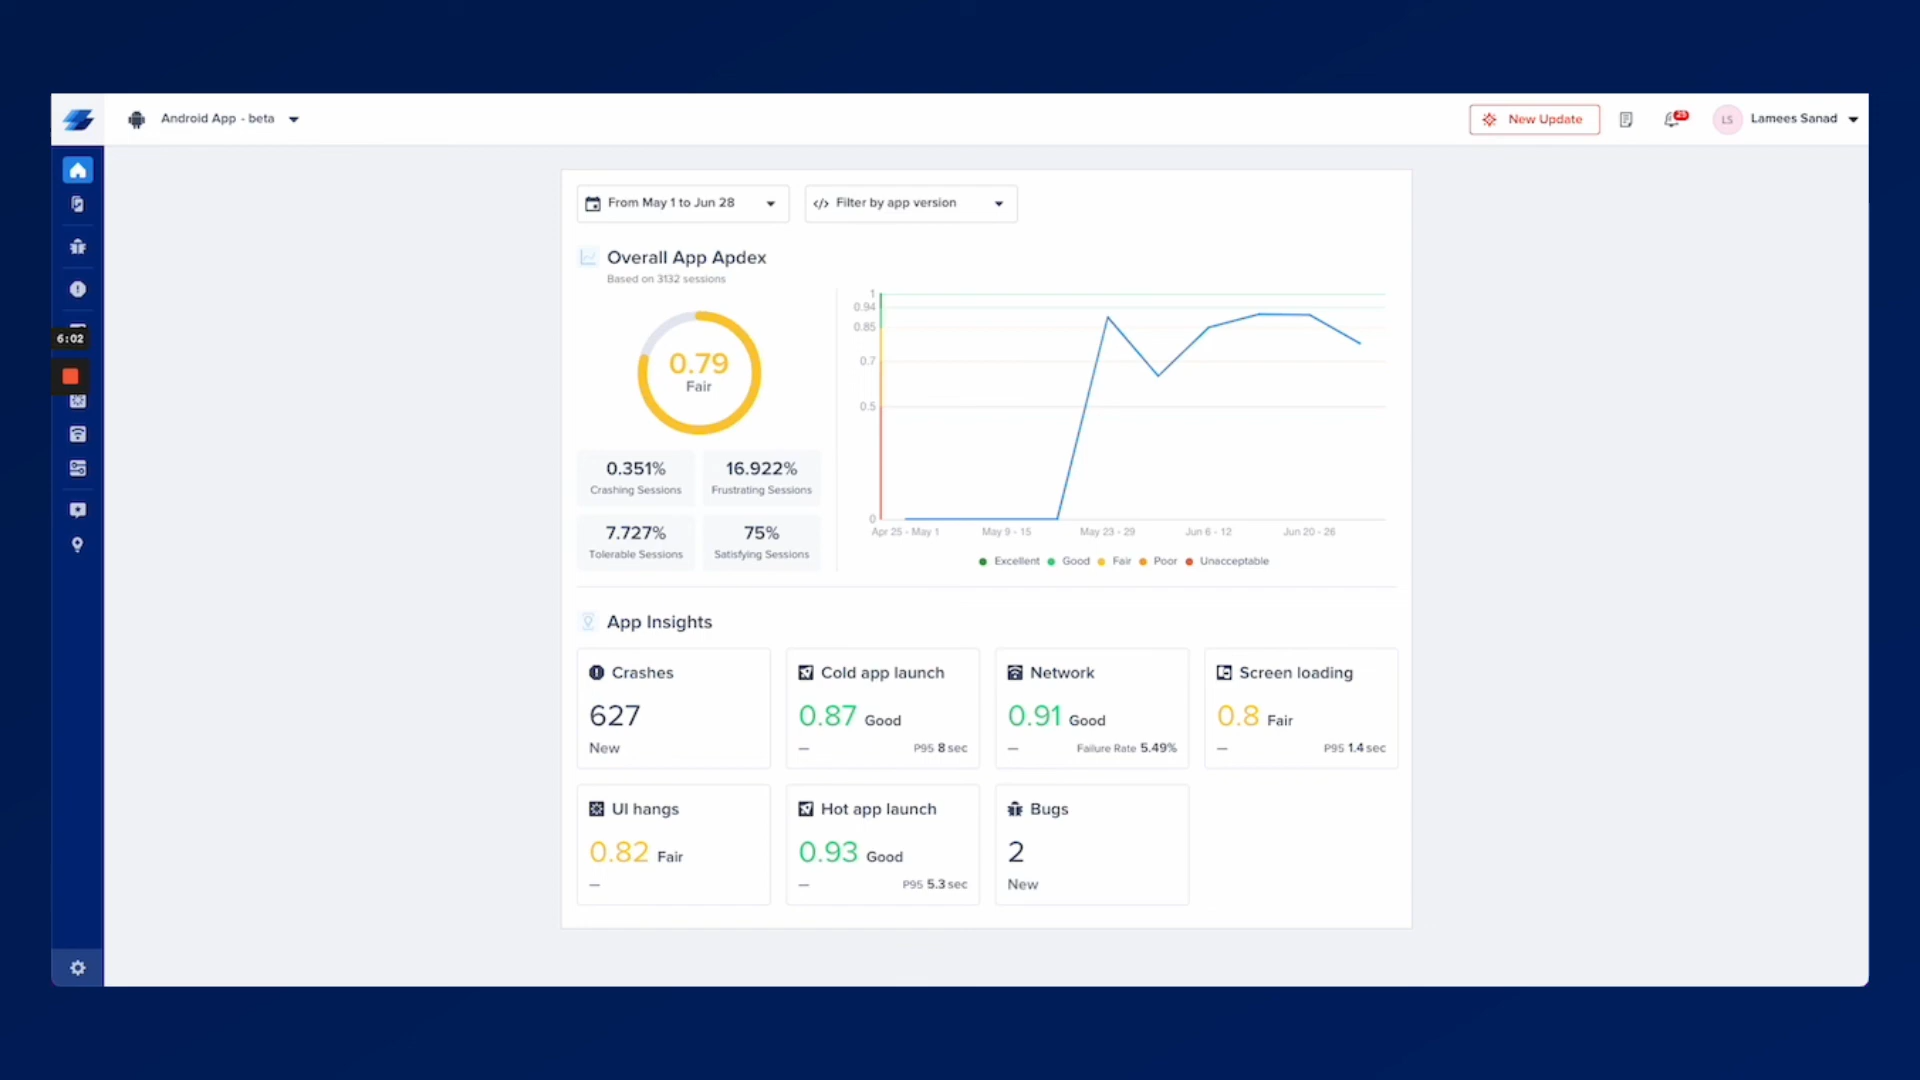 Android App - beta
New Update
23
LS
Lamees Sanad
6:02
From May 1 to Jun 28
</> Filter by app version
Overall App Apdex
Based on 3132 sessions
0.79
Fair
0.351%
Crashing Sessions
16.922%
Frustrating Sessions
7.727%
Tolerable Sessions
75%
Satisfying Sessions
1
0.94
0.85
0.7
0.5
0
Apr 25 - May 1
May 9 - 15
May 23 - 29
Jun 6 - 12
Jun 20 - 26
Excellent
Good
Fair
Poor
Unacceptable
App Insights
Crashes
627
New
Cold app launch
0.87 Good
— P95 8 sec
Network
0.91 Good
— Failure Rate 5.49%
Screen loading
0.8 Fair
— P95 1.4 sec
UI hangs
0.82 Fair
—
Hot app launch
0.93 Good
— P95 5.3 sec
Bugs
2
New